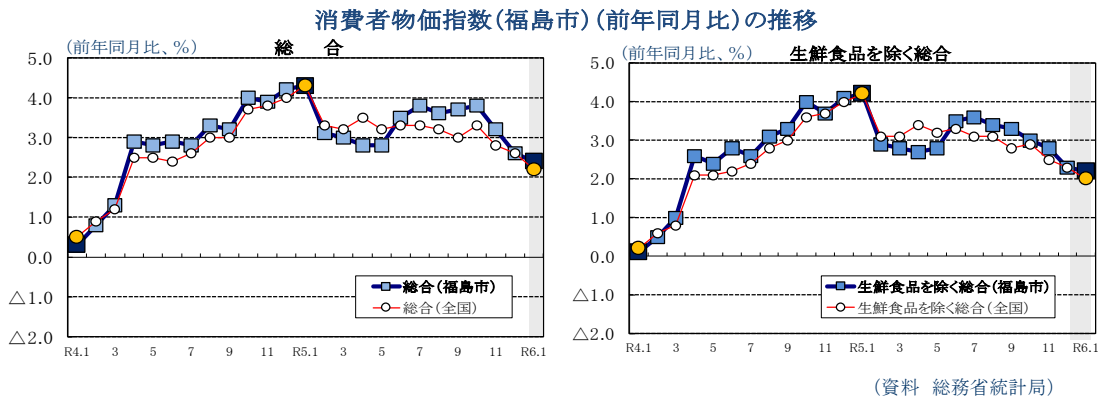 消費者物価指数（福島市）（前年同月比）の推移
（前年同月比、％）
総　合
5.0
4.0
3.0
2.0
1.0
0.0
△1.0
△2.0
総合（福島市）
総合（全国）
R4.1 3 5 7 9 11 R5.1 3 5 7 9 11 R6.1
（前年同月比、％）
生鮮食品を除く総合
5.0
4.0
3.0
2.0
1.0
0.0
△1.0
△2.0
生鮮食品を除く総合（福島市）
生鮮食品を除く総合（全国）
R4.1 3 5 7 9 11 R5.1 3 5 7 9 11 R6.1
（資料　総務省統計局）